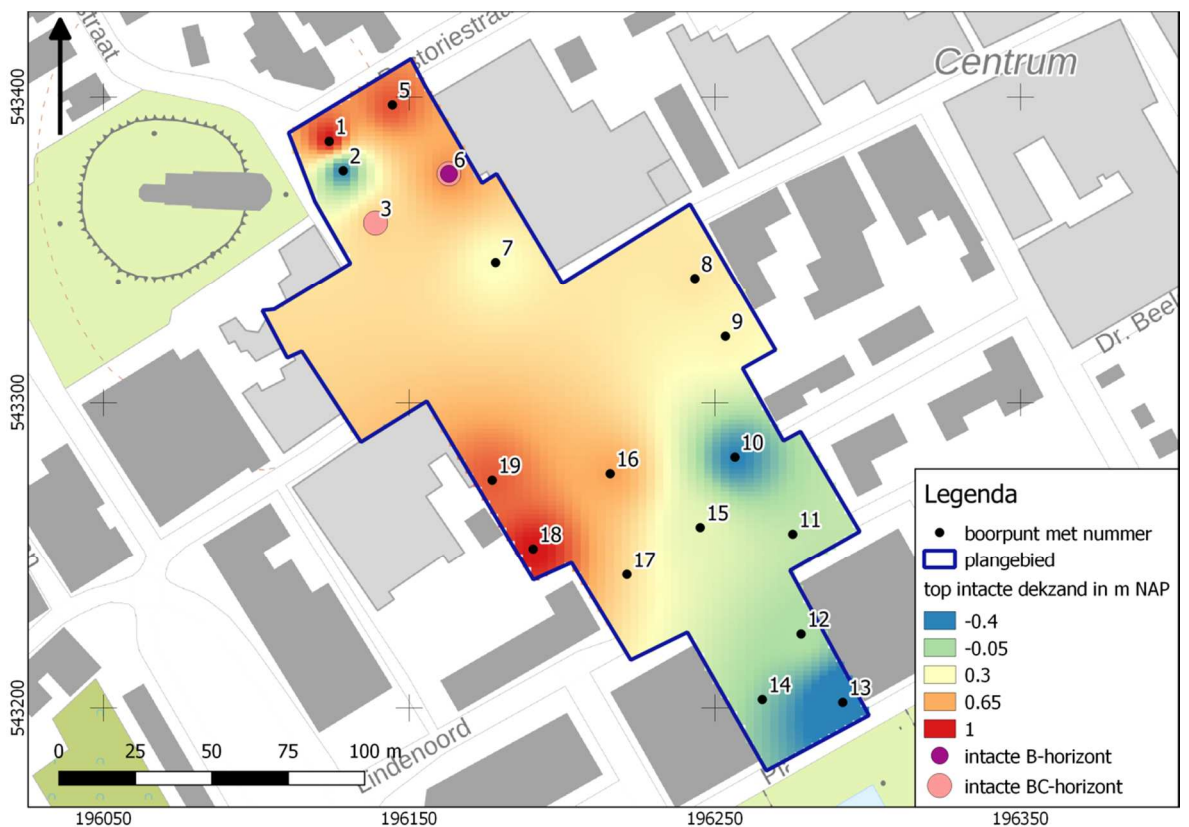 straat
Pastoriestraat
Centrum
543400
5
1
2
6
3
7
8
9
Dr. Beel
543300
10
19
16
15
11
18
17
12
14
13
543200
Lindenoord
Plr
0 25 50 75 100 m
196050 196150 196250 196350
Legenda
boorpunt met nummer
plangebied
top intacte dekzand in m NAP
-0.4
-0.05
0.3
0.65
1
intacte B-horizont
intacte BC-horizont